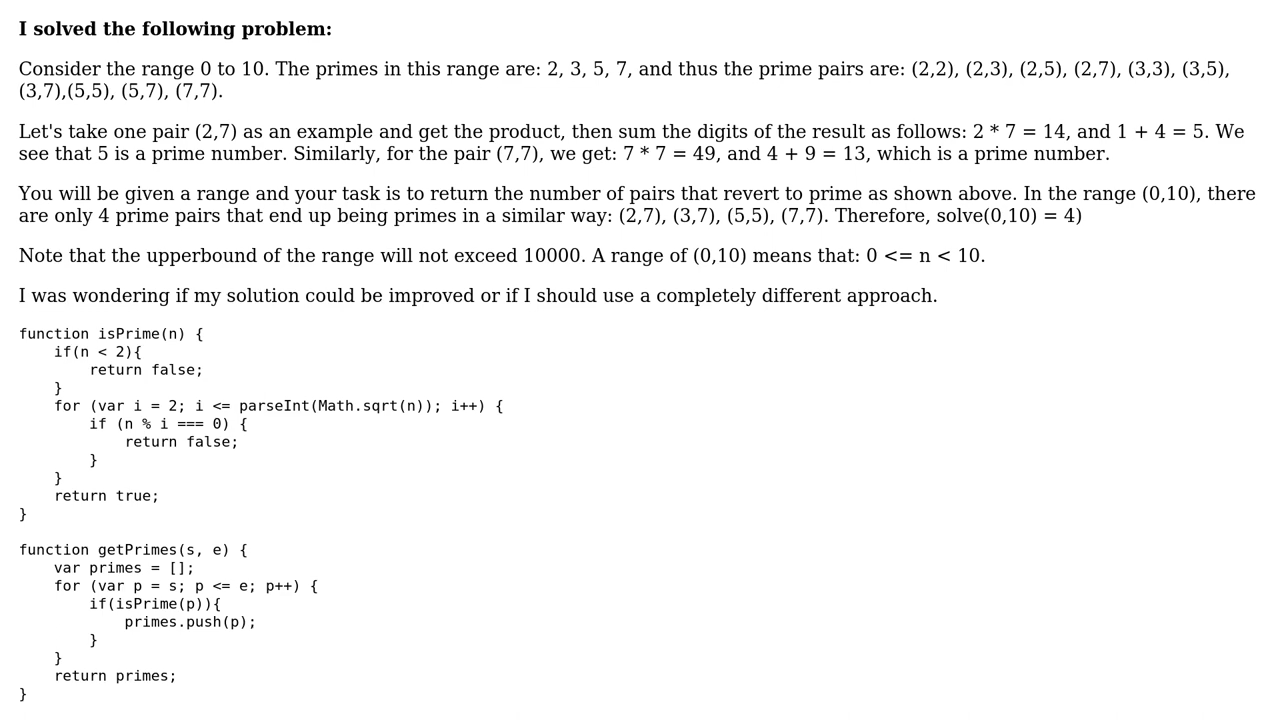 I solved the following problem:
Consider the range 0 to 10. The primes in this range are: 2, 3, 5, 7, and thus the prime pairs are: (2,2), (2,3), (2,5), (2,7), (3,3), (3,5),
(3,7),(5,5), (5,7), (7,7).
Let's take one pair (2,7) as an example and get the product, then sum the digits of the result as follows: 2 * 7 = 14, and 1 + 4 = 5. We
see that 5 is a prime number. Similarly, for the pair (7,7), we get: 7 * 7 = 49, and 4 + 9 = 13, which is a prime number.
You will be given a range and your task is to return the number of pairs that revert to prime as shown above. In the range (0,10), there
are only 4 prime pairs that end up being primes in a similar way: (2,7), (3,7), (5,5), (7,7). Therefore, solve(0,10) = 4)
Note that the upperbound of the range will not exceed 10000. A range of (0,10) means that: 0 <= n < 10.
I was wondering if my solution could be improved or if I should use a completely different approach.
function isPrime(n) {
    if(n < 2){
        return false;
    }
    for (var i = 2; i <= parseInt(Math.sqrt(n)); i++) {
        if (n % i === 0) {
            return false;
        }
    }
    return true;
}
function getPrimes(s, e) {
    var primes = [];
    for (var p = s; p <= e; p++) {
        if(isPrime(p)){
            primes.push(p);
        }
    }
    return primes;
}